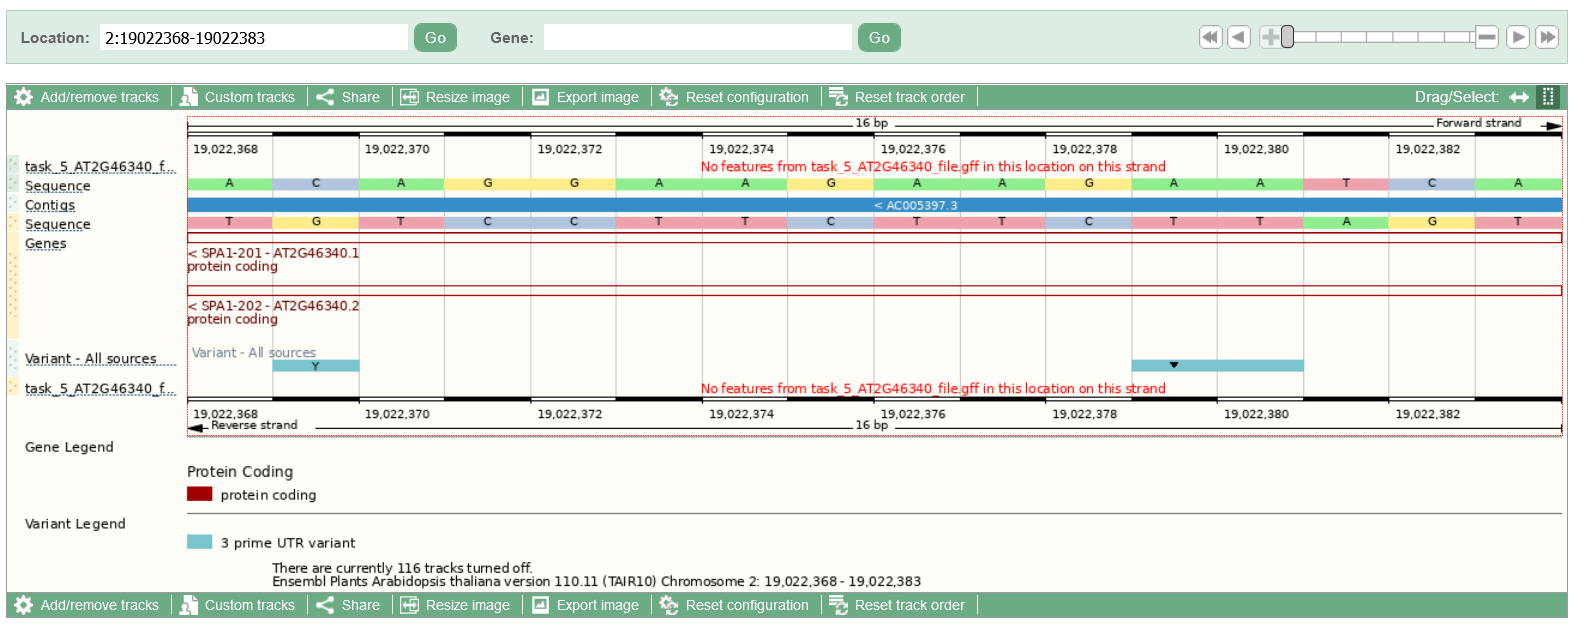 Location: 2:19022368-19022383 Go Gene: Go
Add/remove tracks Custom tracks Share Resize image Export image Reset configuration Reset track order Drag/Select:
16 bp Forward strand
19,022,368 19,022,370 19,022,372 19,022,374 19,022,376 19,022,378 19,022,380 19,022,382
task_5_AT2G46340_f... No features from task_5_AT2G46340_file.gff in this location on this strand
Sequence A C A G G A A G A A G A A T C A
Contigs < AC005397.3
Sequence T G T C C T T C T T C T T A G T
Genes
< SPA1-201 - AT2G46340.1
protein coding
< SPA1-202 - AT2G46340.2
protein coding
Variant - All sources Variant - All sources
Y
task_5_AT2G46340_f... No features from task_5_AT2G46340_file.gff in this location on this strand
19,022,368 19,022,370 19,022,372 19,022,374 19,022,376 19,022,378 19,022,380 19,022,382
Reverse strand 16 bp
Gene Legend
Protein Coding
protein coding
Variant Legend
3 prime UTR variant
There are currently 116 tracks turned off.
Ensembl Plants Arabidopsis thaliana version 110.11 (TAIR10) Chromosome 2: 19,022,368 - 19,022,383
Add/remove tracks Custom tracks Share Resize image Export image Reset configuration Reset track order